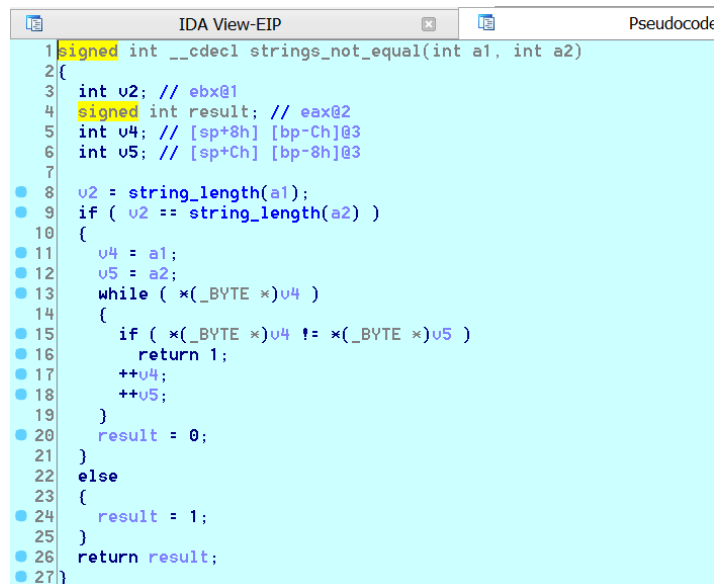 IDA View-EIP Pseudocode
1 signed int __cdecl strings_not_equal(int a1, int a2)
2 {
3 int v2; // ebx@1
4 signed int result; // eax@2
5 int v4; // [sp+8h] [bp-Ch]@3
6 int v5; // [sp+Ch] [bp-8h]@3
7
8 v2 = string_length(a1);
9 if ( v2 == string_length(a2) )
10 {
11 v4 = a1;
12 v5 = a2;
13 while ( *(_BYTE *)v4 )
14 {
15 if ( *(_BYTE *)v4 != *(_BYTE *)v5 )
16 return 1;
17 ++v4;
18 ++v5;
19 }
20 result = 0;
21 }
22 else
23 {
24 result = 1;
25 }
26 return result;
27 }